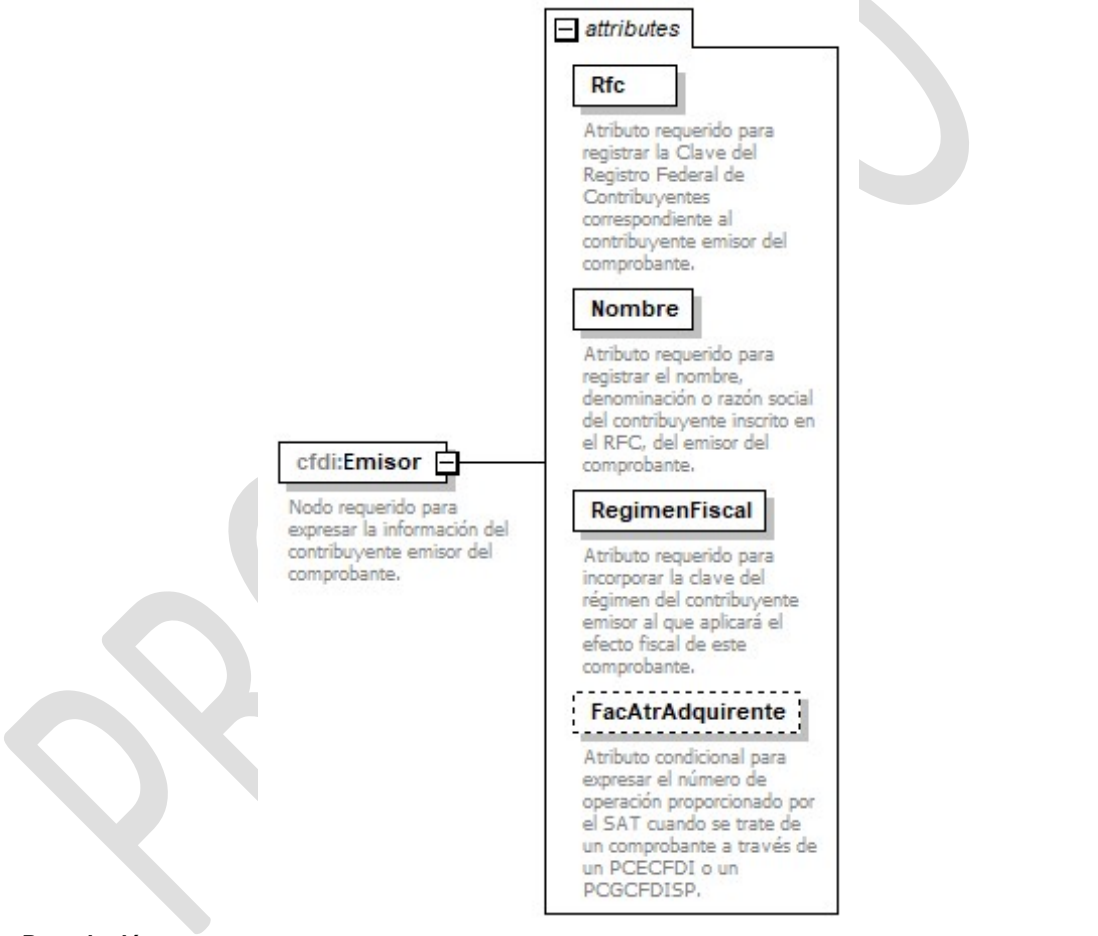 attributes
Rfc
Atributo requerido para
registrar la Clave del
Registro Federal de
Contribuyentes
correspondiente al
contribuyente emisor del
comprobante.
Nombre
Atributo requerido para
registrar el nombre,
denominación o razón social
del contribuyente inscrito en
el RFC, del emisor del
comprobante.
cfdi:Emisor
Nodo requerido para
expresar la información del
contribuyente emisor del
comprobante.
RegimenFiscal
Atributo requerido para
incorporar la clave del
régimen del contribuyente
emisor al que aplicará el
efecto fiscal de este
comprobante.
FacAtrAdquirente
Atributo condicional para
expresar el número de
operación proporcionado por
el SAT cuando se trate de
un comprobante a través de
un PCECFDI o un
PCGCFDISP.